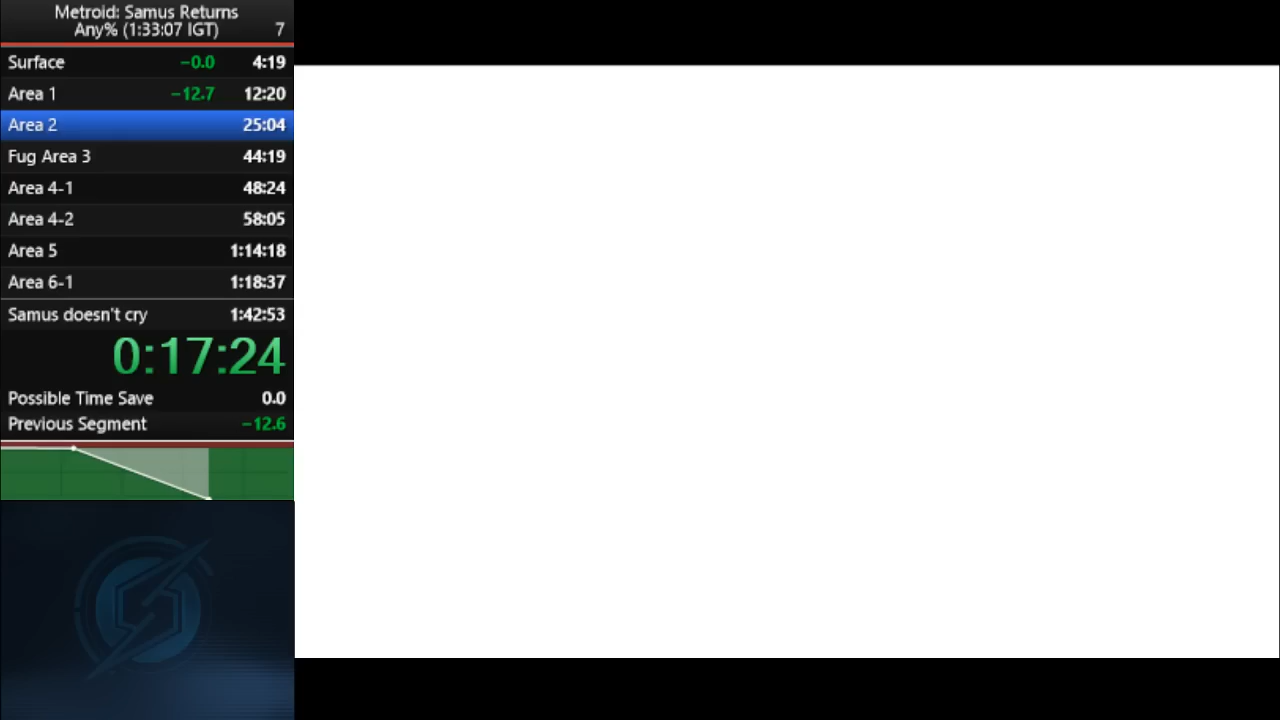 Metroid: Samus Returns
Any% (1:33:07 IGT) 7
Surface −0.0 4:19
Area 1 −12.7 12:20
Area 2 25:04
Fug Area 3 44:19
Area 4-1 48:24
Area 4-2 58:05
Area 5 1:14:18
Area 6-1 1:18:37
Samus doesn't cry 1:42:53
0:17:24
Possible Time Save 0.0
Previous Segment −12.6